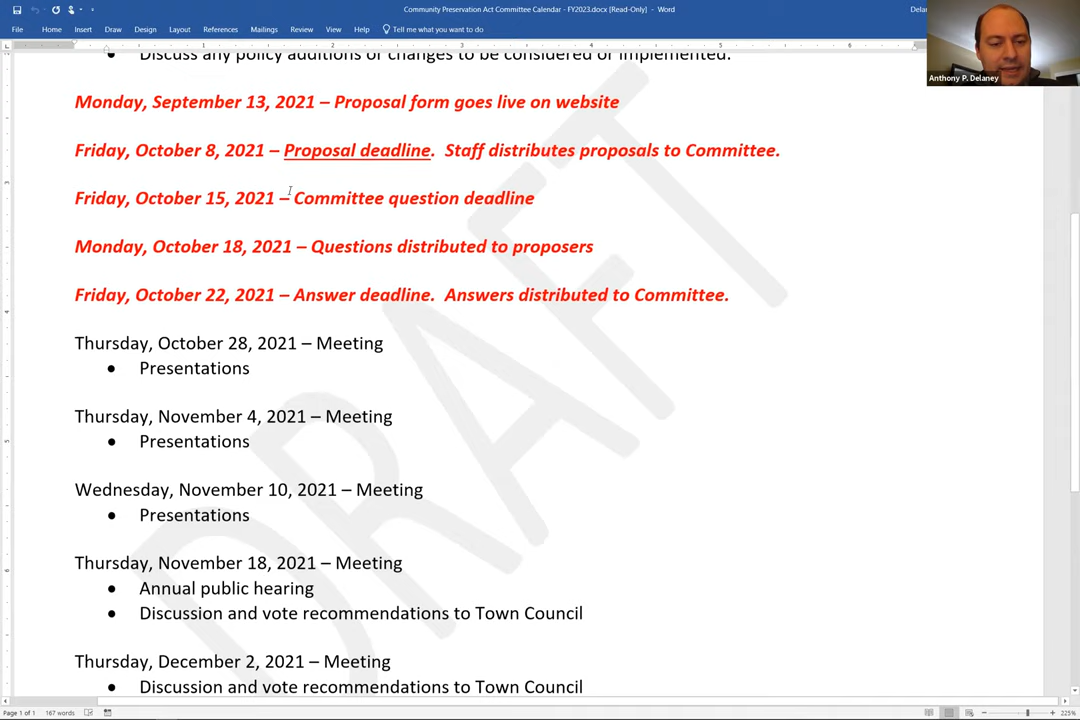 Community Preservation Act Committee Calendar - FY2023.docx [Read-Only] - Word
File Home Insert Draw Design Layout References Mailings Review View Help Tell me what you want to do
Anthony P. Delaney
Discuss any policy additions or changes to be considered or implemented.
Monday, September 13, 2021 – Proposal form goes live on website
Friday, October 8, 2021 – Proposal deadline. Staff distributes proposals to Committee.
Friday, October 15, 2021 – Committee question deadline
Monday, October 18, 2021 – Questions distributed to proposers
Friday, October 22, 2021 – Answer deadline. Answers distributed to Committee.
Thursday, October 28, 2021 – Meeting
• Presentations
Thursday, November 4, 2021 – Meeting
• Presentations
Wednesday, November 10, 2021 – Meeting
• Presentations
Thursday, November 18, 2021 – Meeting
• Annual public hearing
• Discussion and vote recommendations to Town Council
Thursday, December 2, 2021 – Meeting
• Discussion and vote recommendations to Town Council
DRAFT
Page 1 of 1 167 words
225%